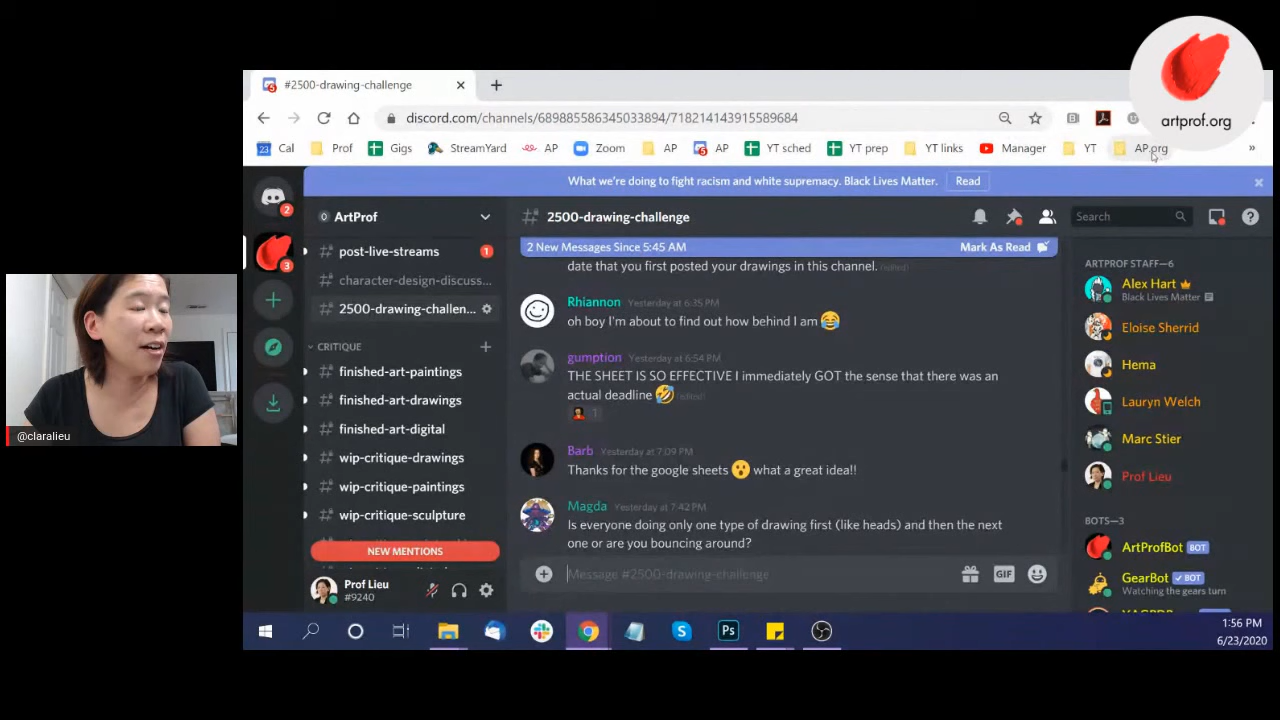 #2500-drawing-challenge
artprof.org
discord.com/channels/689885586345033894/718214143915589684
23 Cal
Prof
Gigs
StreamYard
AP
Zoom
AP
AP
YT sched
YT prep
YT links
Manager
YT
AP.org
»
What we're doing to fight racism and white supremacy. Black Lives Matter.
Read
ArtProf
2500-drawing-challenge
Search
2 New Messages Since 5:45 AM
Mark As Read
2
3
post-live-streams
1
character-design-discuss...
2500-drawing-challen...
CRITIQUE
finished-art-paintings
finished-art-drawings
finished-art-digital
wip-critique-drawings
wip-critique-paintings
wip-critique-sculpture
NEW MENTIONS
Prof Lieu
#9240
date that you first posted your drawings in this channel. (edited)
Rhiannon Yesterday at 6:35 PM
oh boy I'm about to find out how behind I am
gumption Yesterday at 6:54 PM
THE SHEET IS SO EFFECTIVE I immediately GOT the sense that there was an
actual deadline (edited)
1
Barb Yesterday at 7:09 PM
Thanks for the google sheets what a great idea!!
Magda Yesterday at 7:42 PM
Is everyone doing only one type of drawing first (like heads) and then the next
one or are you bouncing around?
Message #2500-drawing-challenge
GIF
ARTPROF STAFF—6
Alex Hart
Black Lives Matter
Eloise Sherrid
Hema
Lauryn Welch
Marc Stier
Prof Lieu
BOTS—3
ArtProfBot BOT
GearBot BOT
Watching the gears turn
@claralieu
Ps
1:56 PM
6/23/2020